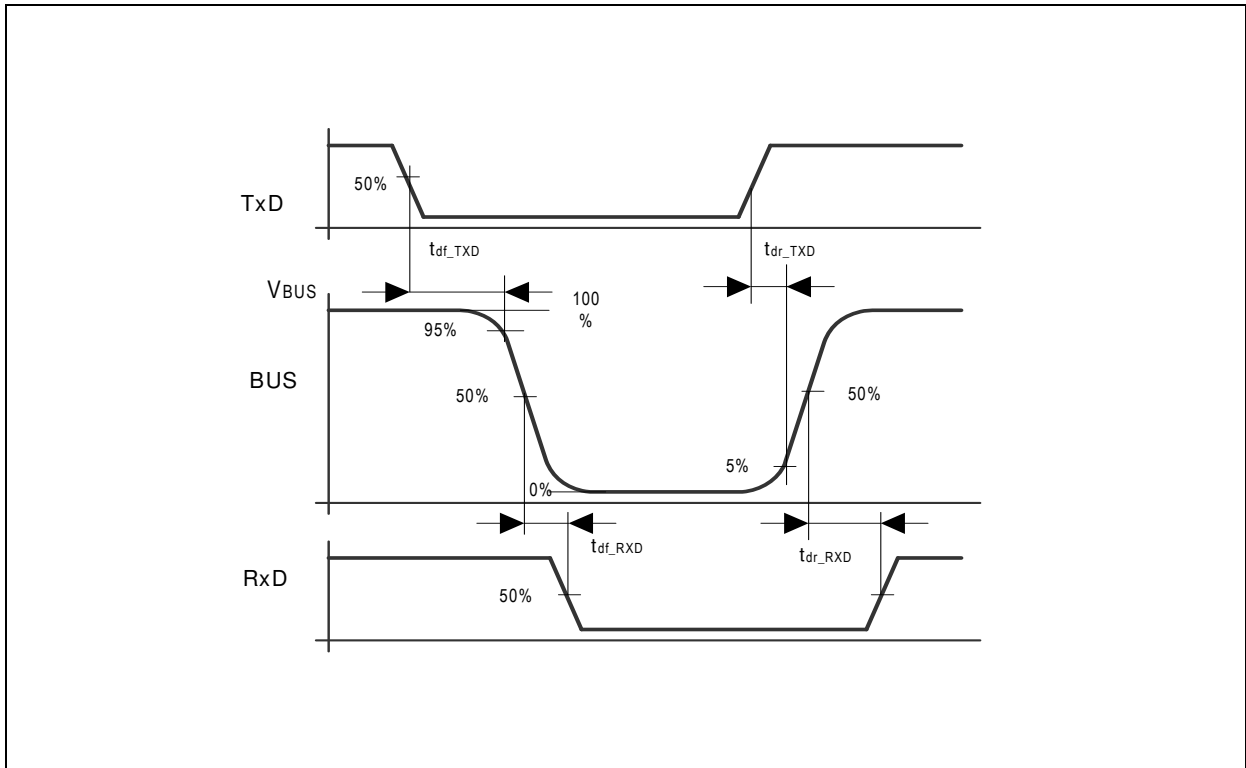 50%
TxD
tdf_TXD
tdr_TXD
VBUS
100
%
95%
BUS
50%
50%
5%
0%
tdf_RXD
tdr_RXD
RxD
50%